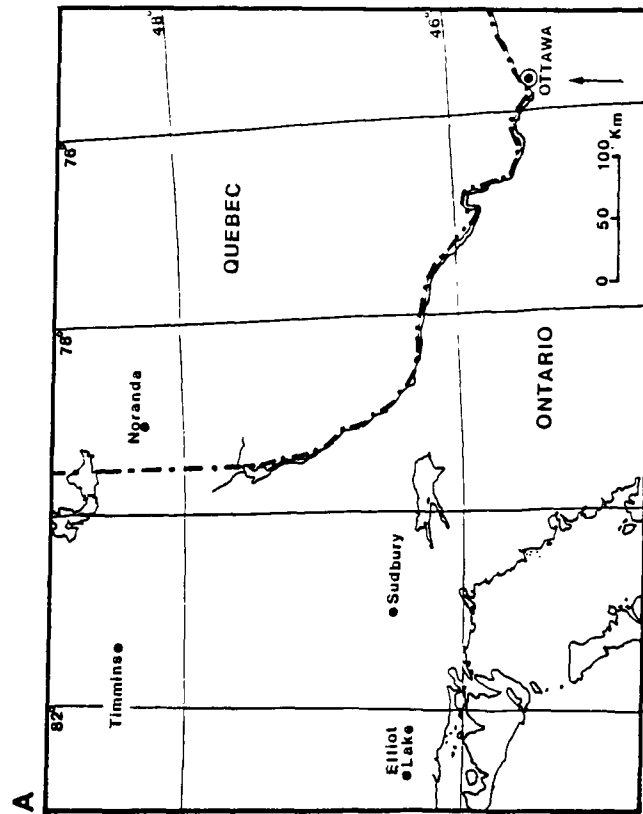 A
82°
78°
76°
48°
Timmins
Noranda
QUEBEC
Elliot
Lake
Sudbury
46°
ONTARIO
OTTAWA
0 50 100 Km